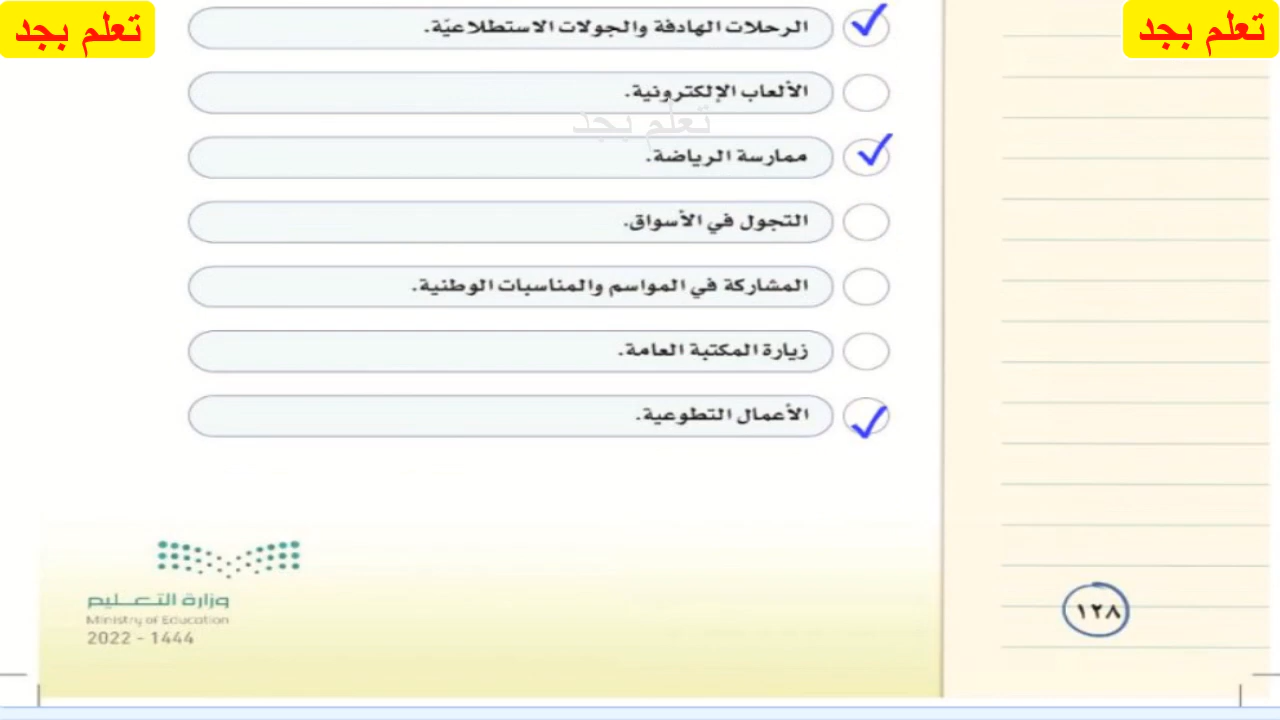 تعلم بجد
تعلم بجد
الرحلات الهادفة والجولات الاستطلاعيّة.
الألعاب الإلكترونية.
تعلم بجد
ممارسة الرياضة.
التجول في الأسواق.
المشاركة في المواسم والمناسبات الوطنية.
زيارة المكتبة العامة.
الأعمال التطوعية.
وزارة التعليم
Ministry of Education
2022 - 1444
١٢٨